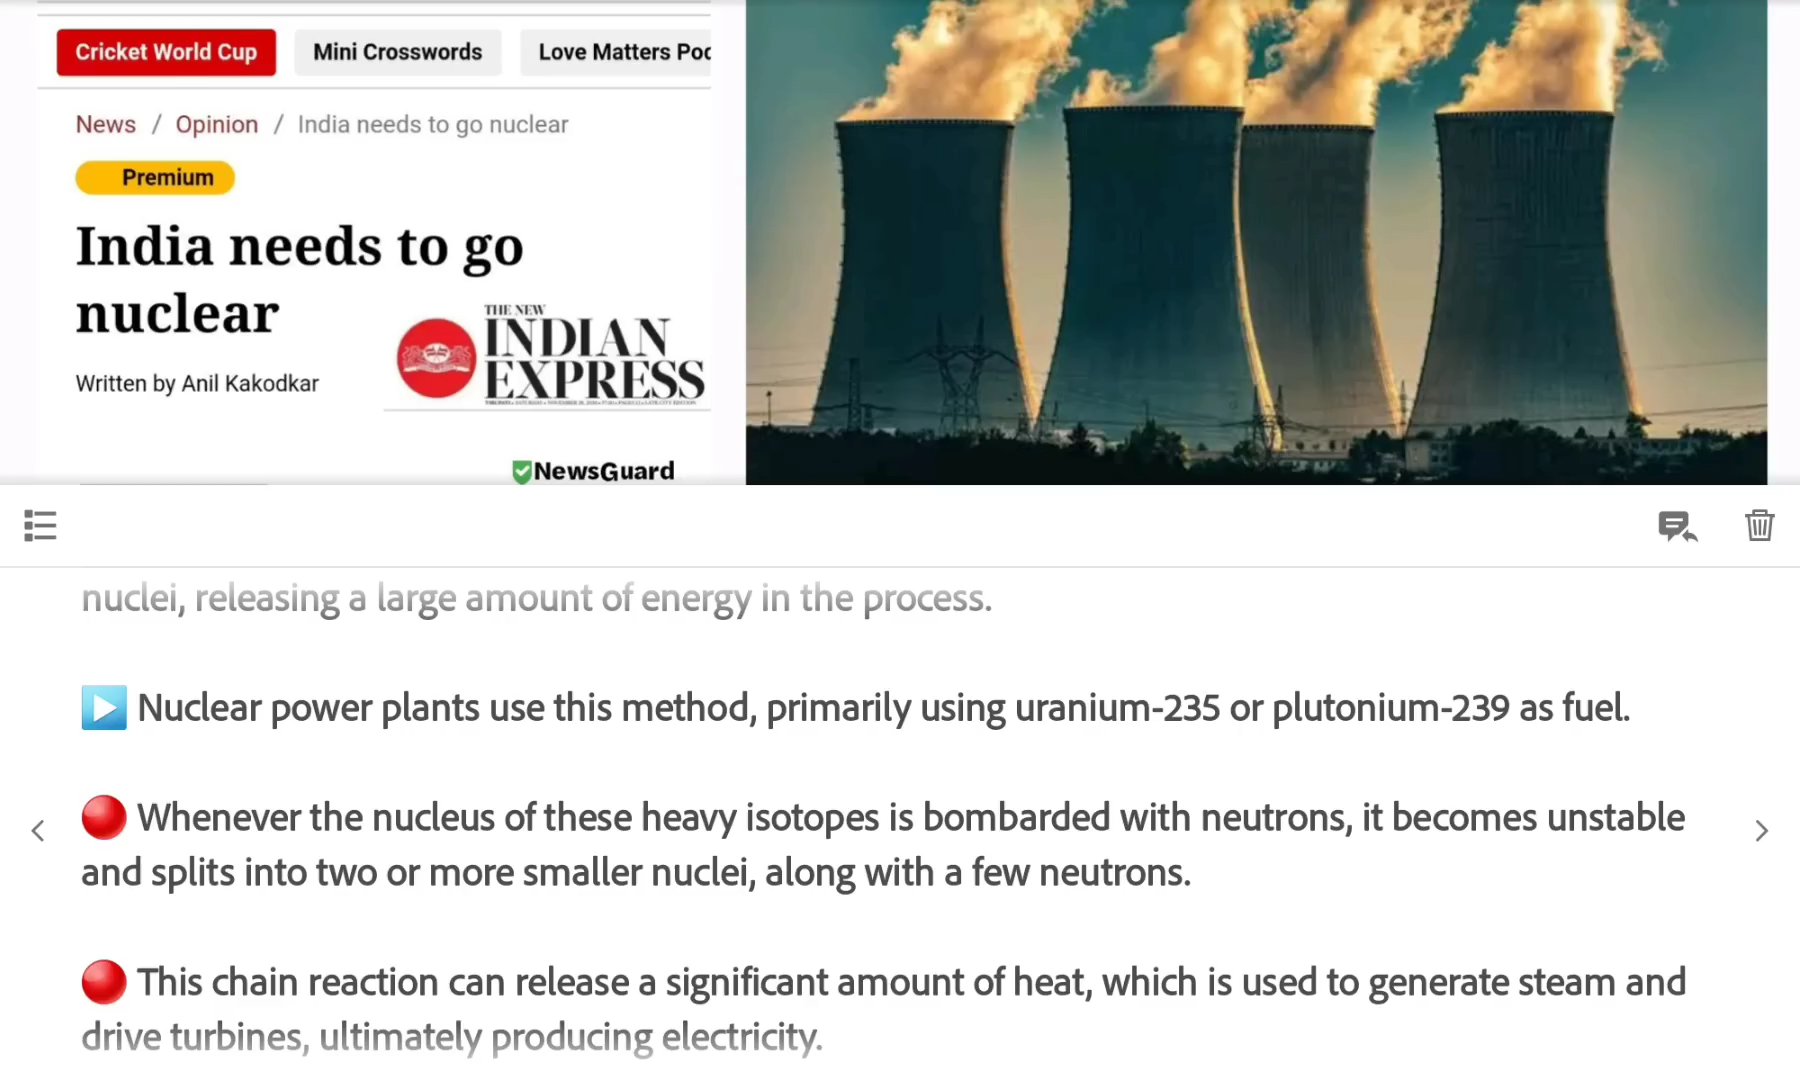 Cricket World Cup
Mini Crosswords
Love Matters Poc
News / Opinion / India needs to go nuclear
Premium
India needs to go
nuclear
THE NEW
INDIAN
EXPRESS
Written by Anil Kakodkar
NewsGuard
nuclei, releasing a large amount of energy in the process.
Nuclear power plants use this method, primarily using uranium-235 or plutonium-239 as fuel.
Whenever the nucleus of these heavy isotopes is bombarded with neutrons, it becomes unstable
and splits into two or more smaller nuclei, along with a few neutrons.
This chain reaction can release a significant amount of heat, which is used to generate steam and
drive turbines, ultimately producing electricity.